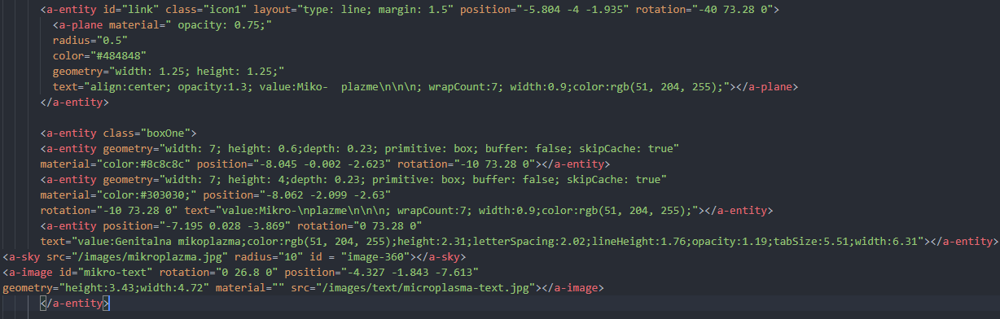 <a-entity id="link" class="icon1" layout="type: line; margin: 1.5" position="-5.804 -4 -1.935" rotation="-40 73.28 0">
<a-plane material=" opacity: 0.75;"
radius="0.5"
color="#484848"
geometry="width: 1.25; height: 1.25;"
text="align:center; opacity:1.3; value:Miko-  plazme\n\n\n; wrapCount:7; width:0.9;color:rgb(51, 204, 255);"></a-plane>
</a-entity>
<a-entity class="boxOne">
<a-entity geometry="width: 7; height: 0.6;depth: 0.23; primitive: box; buffer: false; skipCache: true"
material="color:#8c8c8c" position="-8.045 -0.002 -2.623" rotation="-10 73.28 0"></a-entity>
<a-entity geometry="width: 7; height: 4;depth: 0.23; primitive: box; buffer: false; skipCache: true"
material="color:#303030;" position="-8.062 -2.099 -2.63"
rotation="-10 73.28 0" text="value:Mikro-\nplazme\n\n\n; wrapCount:7; width:0.9;color:rgb(51, 204, 255);"></a-entity>
<a-entity position="-7.195 0.028 -3.869" rotation="0 73.28 0"
text="value:Genitalna mikoplazma;color:rgb(51, 204, 255);height:2.31;letterSpacing:2.02;lineHeight:1.76;opacity:1.19;tabSize:5.51;width:6.31"></a-entity>
<a-sky src="/images/mikroplazma.jpg" radius="10" id = "image-360"></a-sky>
<a-image id="mikro-text" rotation="0 26.8 0" position="-4.327 -1.843 -7.613"
geometry="height:3.43;width:4.72" material="" src="/images/text/microplasma-text.jpg"></a-image>
</a-entity>